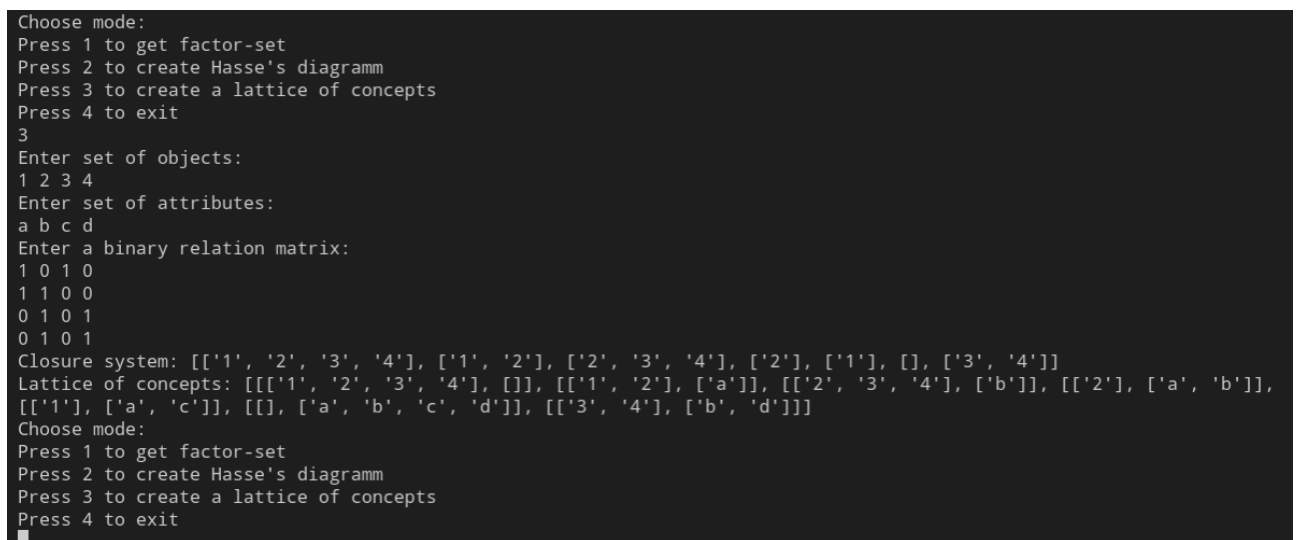 Choose mode:
Press 1 to get factor-set
Press 2 to create Hasse's diagramm
Press 3 to create a lattice of concepts
Press 4 to exit
3
Enter set of objects:
1 2 3 4
Enter set of attributes:
a b c d
Enter a binary relation matrix:
1 0 1 0
1 1 0 0
0 1 0 1
0 1 0 1
Closure system: [['1', '2', '3', '4'], ['1', '2'], ['2', '3', '4'], ['2'], ['1'], [], ['3', '4']]
Lattice of concepts: [[['1', '2', '3', '4'], []], [['1', '2'], ['a']], [['2', '3', '4'], ['b']], [['2'], ['a', 'b']],
[['1'], ['a', 'c']], [[], ['a', 'b', 'c', 'd']], [['3', '4'], ['b', 'd']]]
Choose mode:
Press 1 to get factor-set
Press 2 to create Hasse's diagramm
Press 3 to create a lattice of concepts
Press 4 to exit